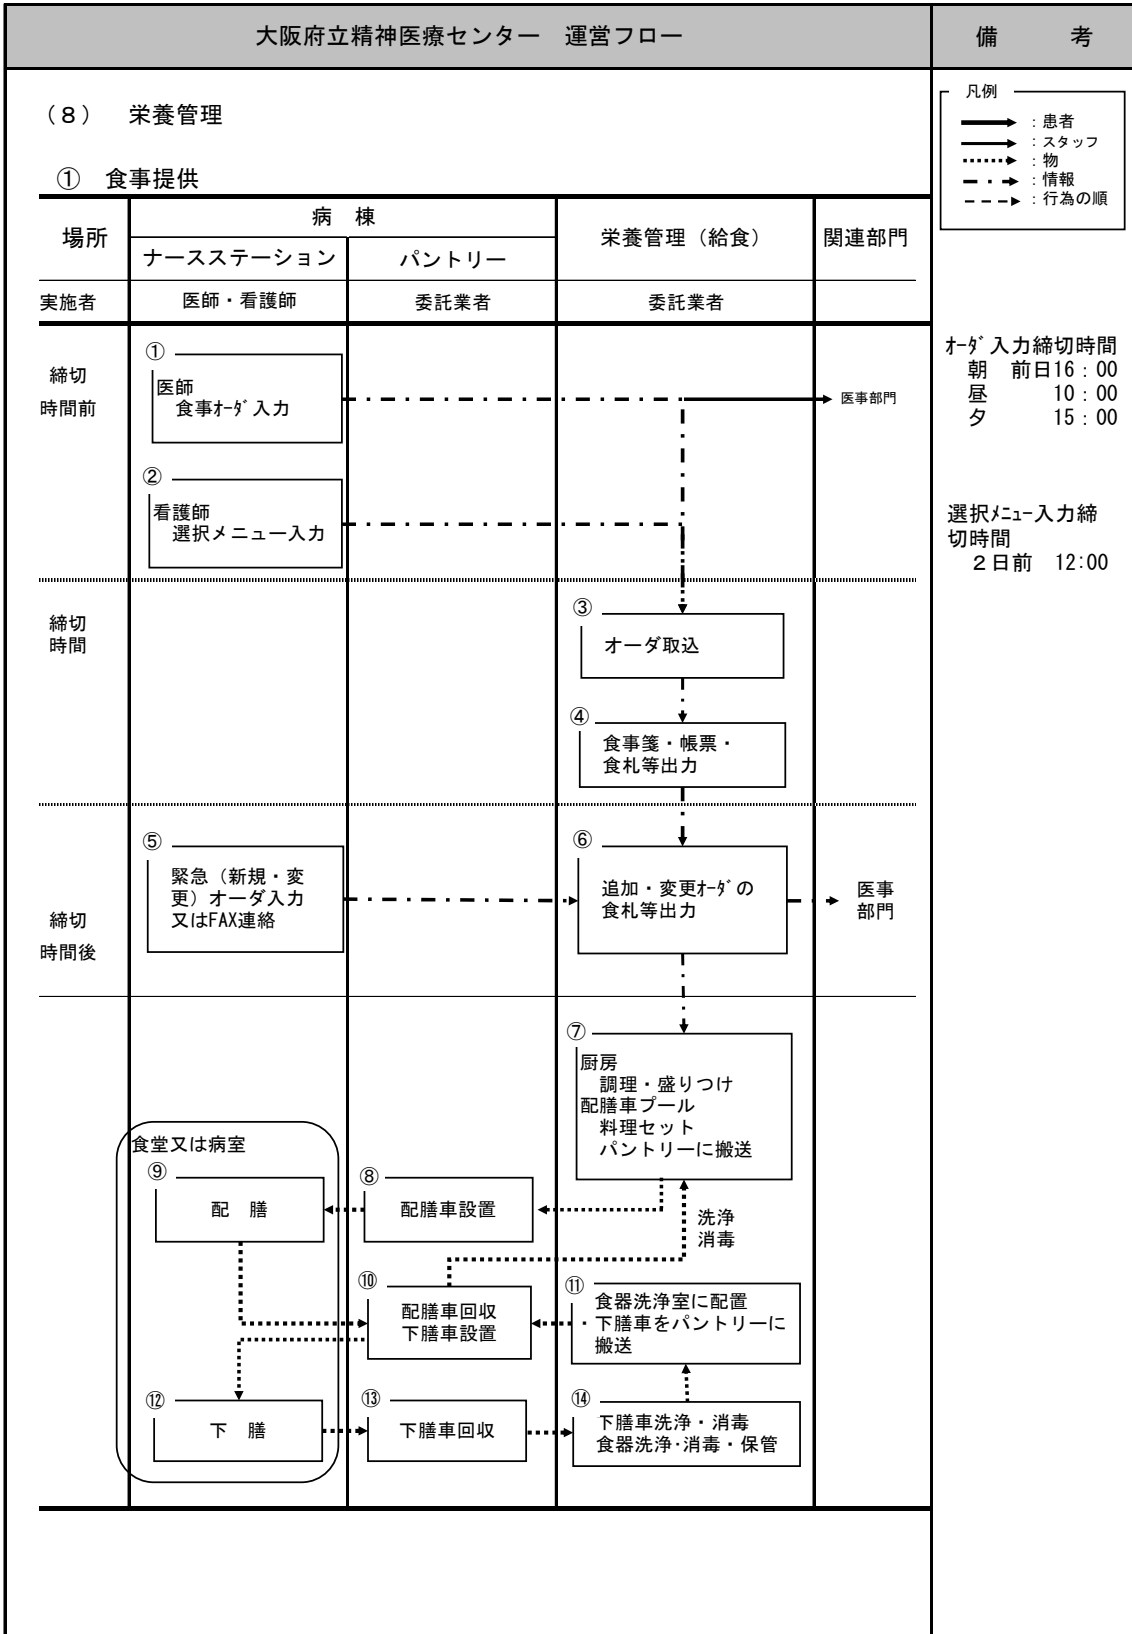 大阪府立精神医療センター　運営フロー
備　　考
（８）　栄養管理
①　食事提供
凡例
：患者
：スタッフ
：物
：情報
：行為の順
場所
病　棟
栄養管理（給食）
関連部門
ナースステーション
パントリー
実施者
医師・看護師
委託業者
委託業者
締切
時間前
①
医師
食事ｵｰﾀﾞ入力
医事部門
②
看護師
選択メニュー入力
ｵｰﾀﾞ入力締切時間
朝　前日16：00
昼　10：00
夕　15：00
選択ﾒﾆｭｰ入力締
切時間
２日前　12:00
締切
時間
③
オーダ取込
④
食事箋・帳票・
食札等出力
締切
時間後
⑤
緊急（新規・変
更）オーダ入力
又はFAX連絡
⑥
追加・変更ｵｰﾀﾞの
食札等出力
医事
部門
⑦
厨房
調理・盛りつけ
配膳車プール
料理セット
パントリーに搬送
食堂又は病室
⑨
配　膳
⑧
配膳車設置
洗浄
消毒
⑩
配膳車回収
下膳車設置
⑪
食器洗浄室に配置
・下膳車をパントリーに
搬送
⑫
下　膳
⑬
下膳車回収
⑭
下膳車洗浄・消毒
食器洗浄･消毒・保管